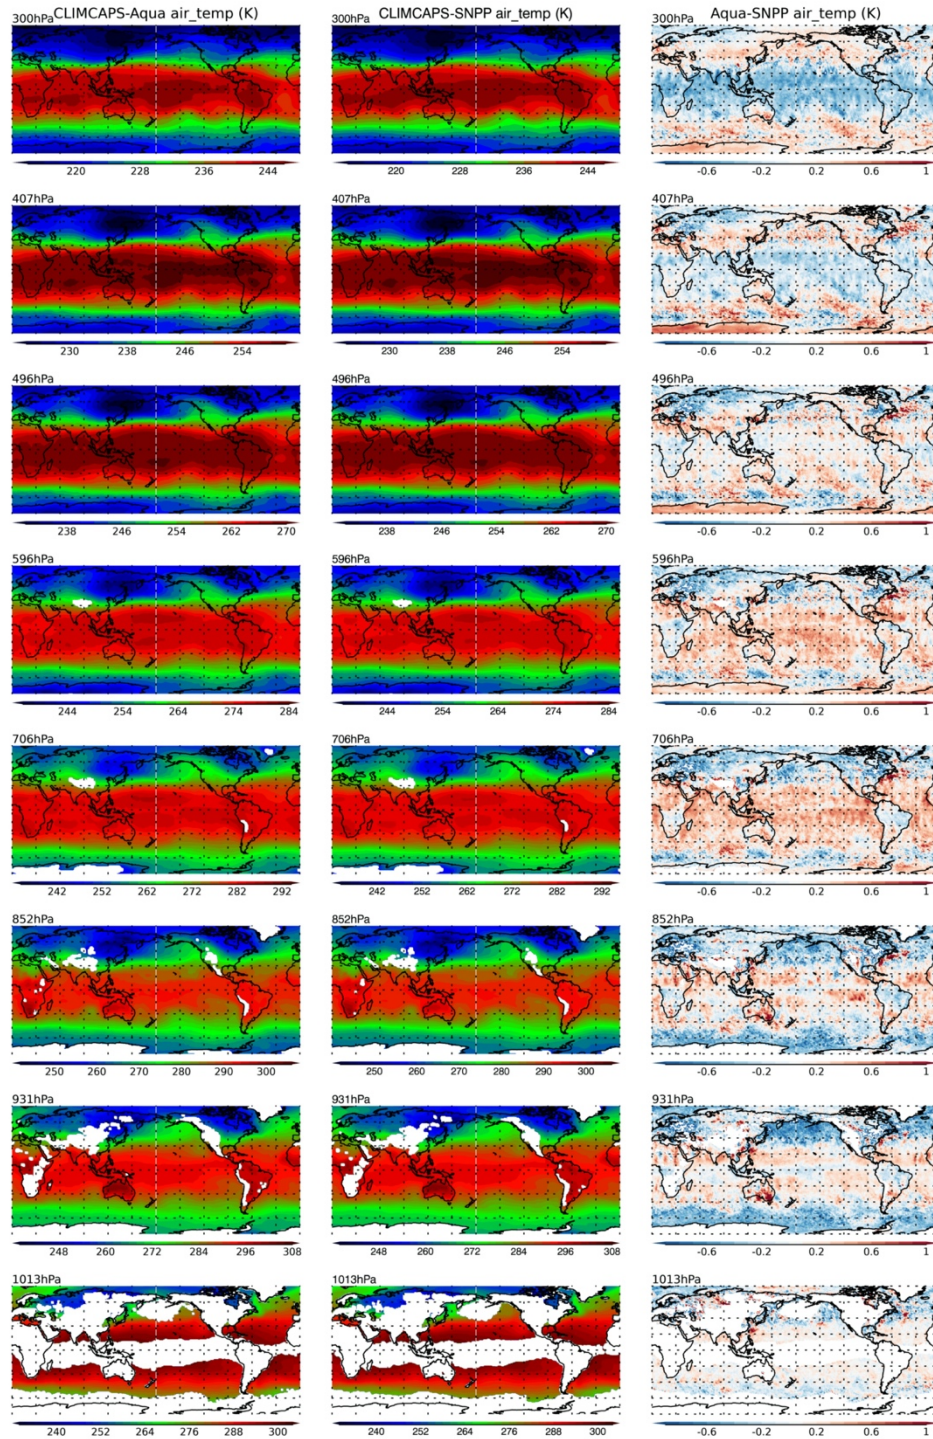 CLIMCAPS-Aqua air_temp (K) CLIMCAPS-SNPP air_temp (K) Aqua-SNPP air_temp (K)
300hPa 300hPa 300hPa
220 228 236 244 220 228 236 244 -0.6 -0.2 0.2 0.6 1
407hPa 407hPa 407hPa
230 238 246 254 230 238 246 254 -0.6 -0.2 0.2 0.6 1
496hPa 496hPa 496hPa
238 246 254 262 270 238 246 254 262 270 -0.6 -0.2 0.2 0.6 1
596hPa 596hPa 596hPa
244 254 264 274 284 244 254 264 274 284 -0.6 -0.2 0.2 0.6 1
706hPa 706hPa 706hPa
242 252 262 272 282 292 242 252 262 272 282 292 -0.6 -0.2 0.2 0.6 1
852hPa 852hPa 852hPa
250 260 270 280 290 300 250 260 270 280 290 300 -0.6 -0.2 0.2 0.6 1
931hPa 931hPa 931hPa
248 260 272 284 296 308 248 260 272 284 296 308 -0.6 -0.2 0.2 0.6 1
1013hPa 1013hPa 1013hPa
240 252 264 276 288 300 240 252 264 276 288 300 -0.6 -0.2 0.2 0.6 1